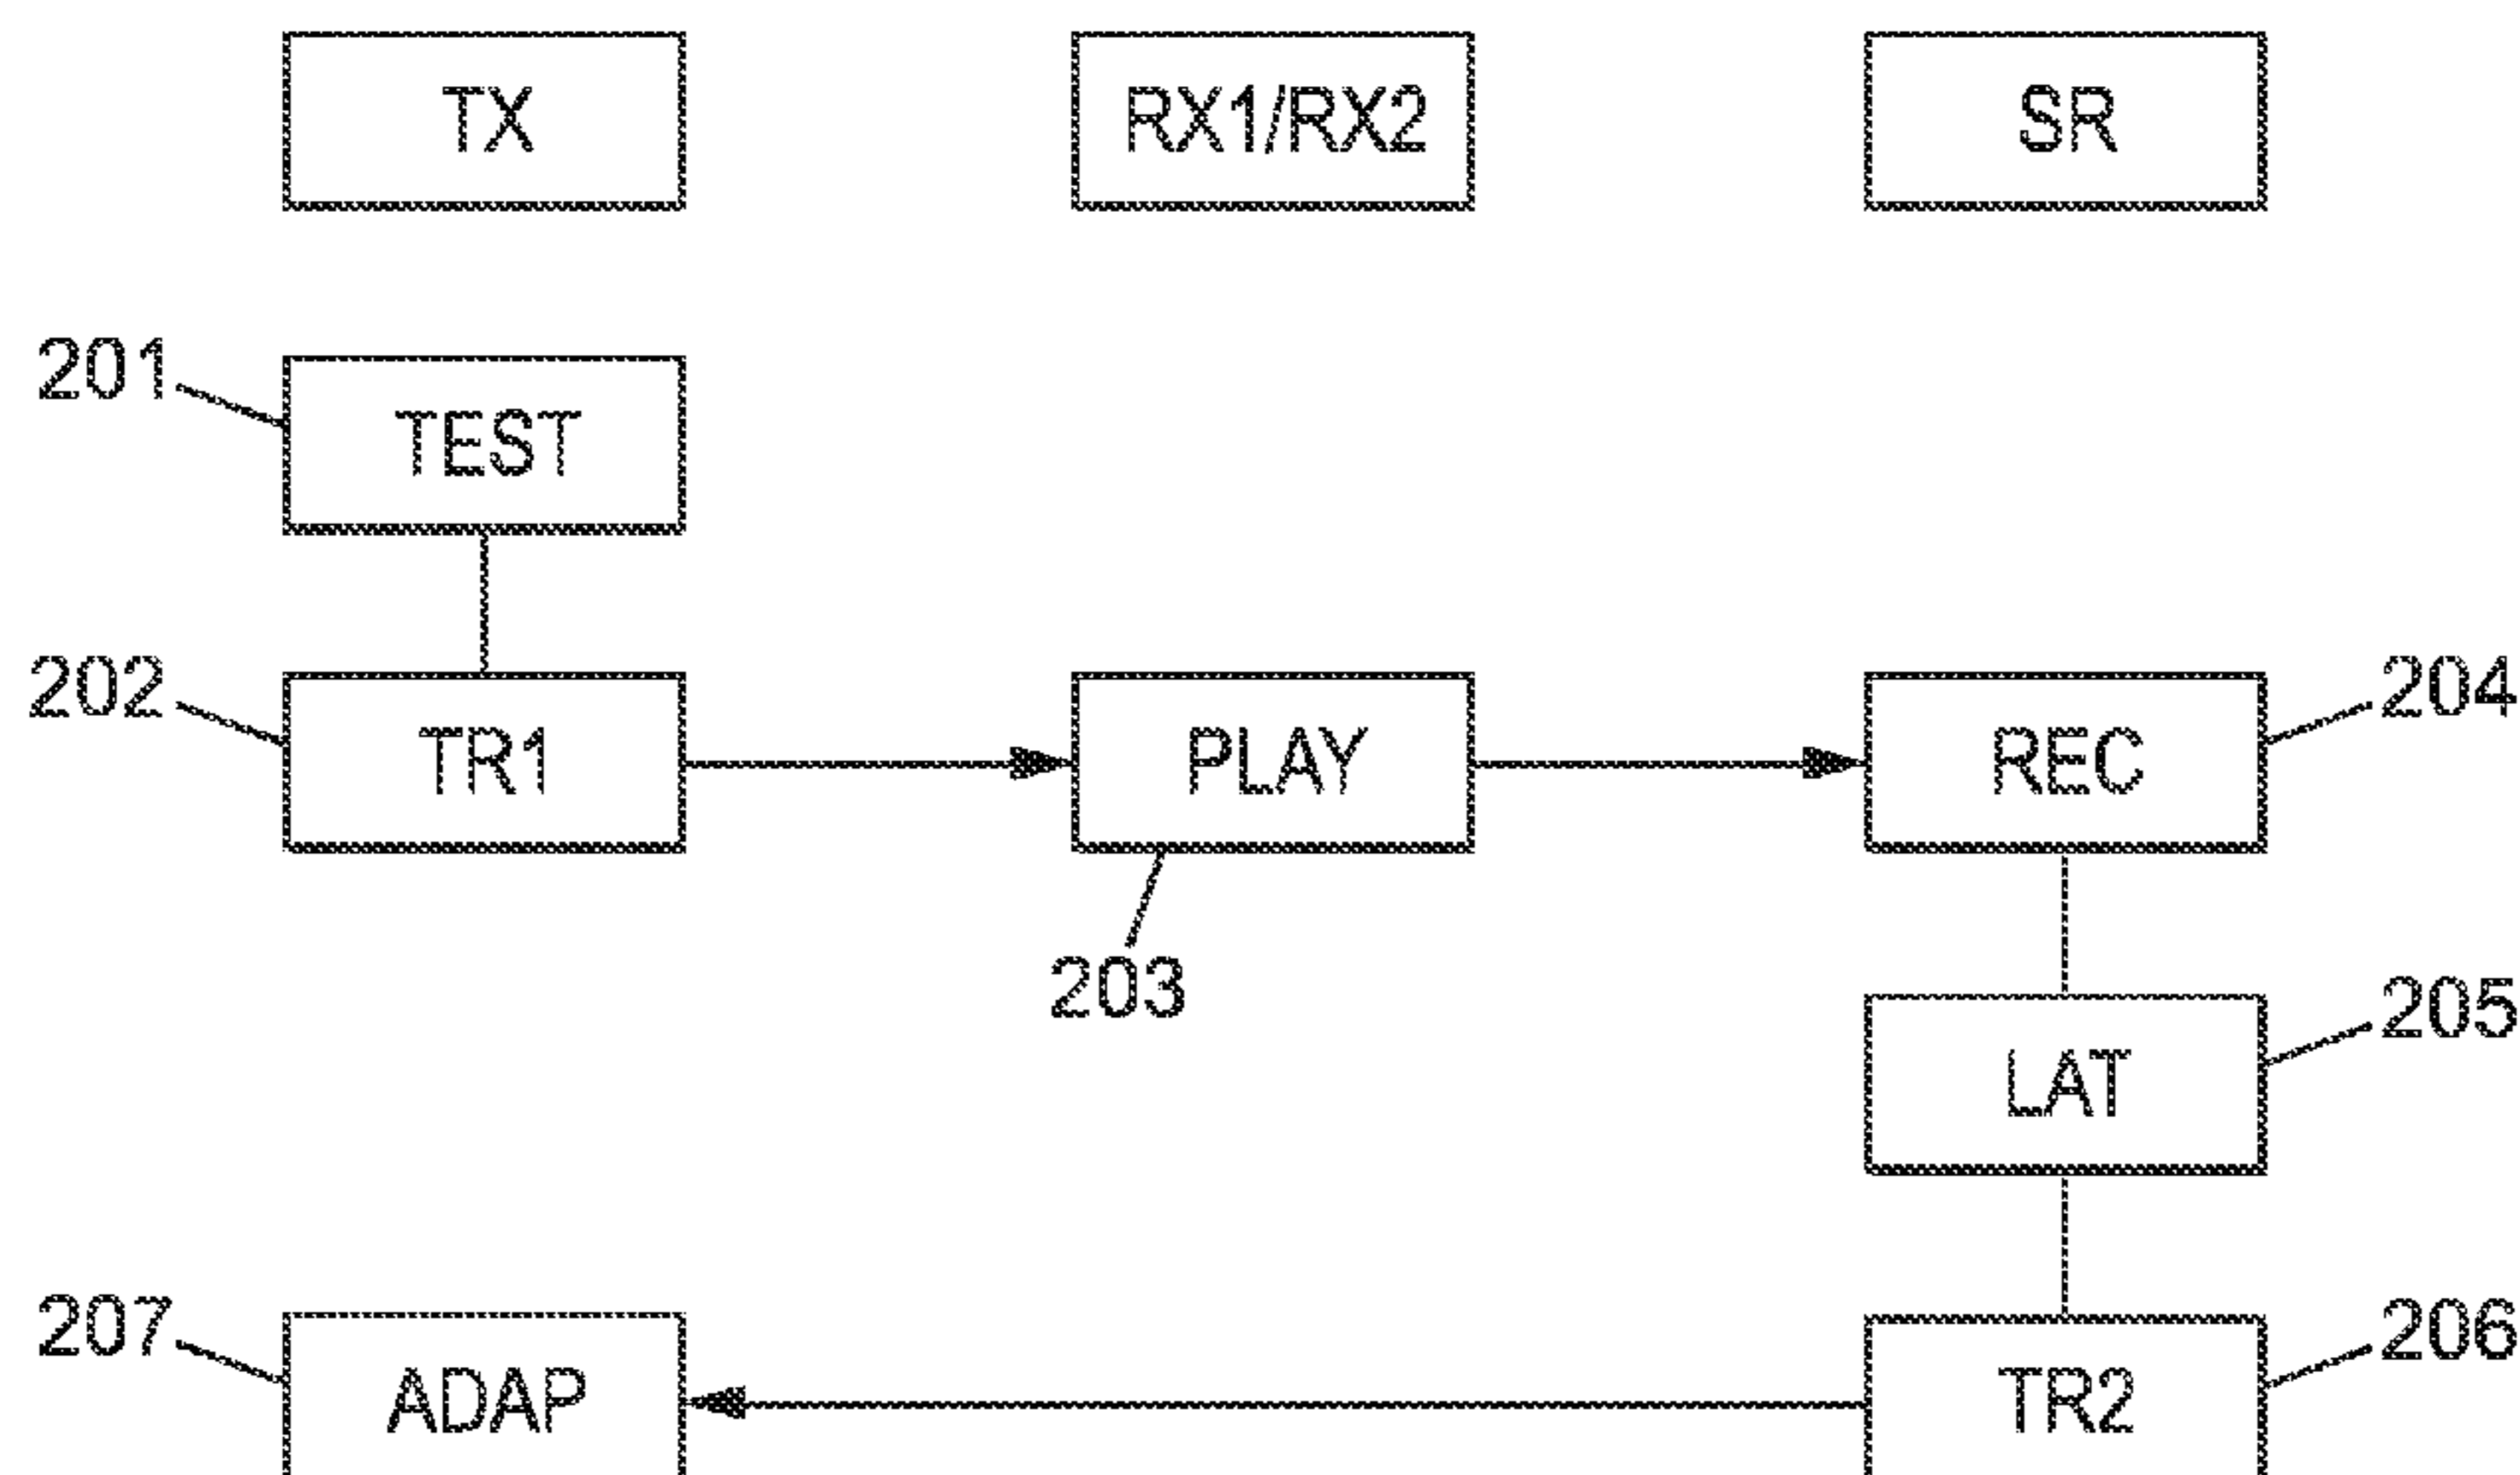 TX
RX1/RX2
SR
201
TEST
202
TR1
PLAY
REC
204
203
LAT
205
207
ADAP
TR2
206